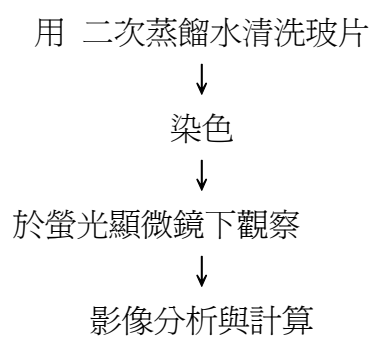 用 二次蒸餾水清洗玻片
↓
染色
↓
於螢光顯微鏡下觀察
↓
影像分析與計算